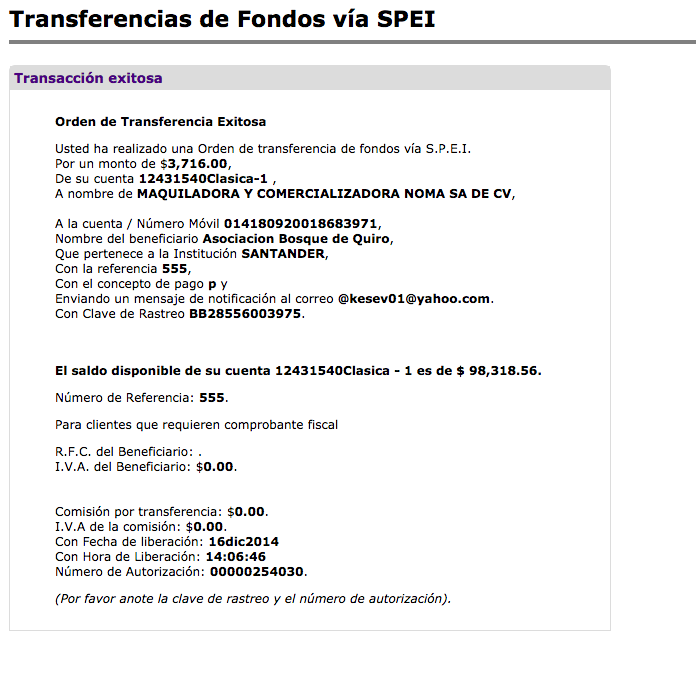 Transferencias de Fondos vía SPEI
Transacción exitosa
Orden de Transferencia Exitosa
Usted ha realizado una Orden de transferencia de fondos vía S.P.E.I.
Por un monto de $3,716.00,
De su cuenta 12431540Clasica-1 ,
A nombre de MAQUILADORA Y COMERCIALIZADORA NOMA SA DE CV,
A la cuenta / Número Móvil 014180920018683971,
Nombre del beneficiario Asociacion Bosque de Quiro,
Que pertenece a la Institución SANTANDER,
Con la referencia 555,
Con el concepto de pago p y
Enviando un mensaje de notificación al correo @kesev01@yahoo.com.
Con Clave de Rastreo BB28556003975.
El saldo disponible de su cuenta 12431540Clasica - 1 es de $ 98,318.56.
Número de Referencia: 555.
Para clientes que requieren comprobante fiscal
R.F.C. del Beneficiario: .
I.V.A. del Beneficiario: $0.00.
Comisión por transferencia: $0.00.
I.V.A de la comisión: $0.00.
Con Fecha de liberación: 16dic2014
Con Hora de Liberación: 14:06:46
Número de Autorización: 00000254030.
(Por favor anote la clave de rastreo y el número de autorización).